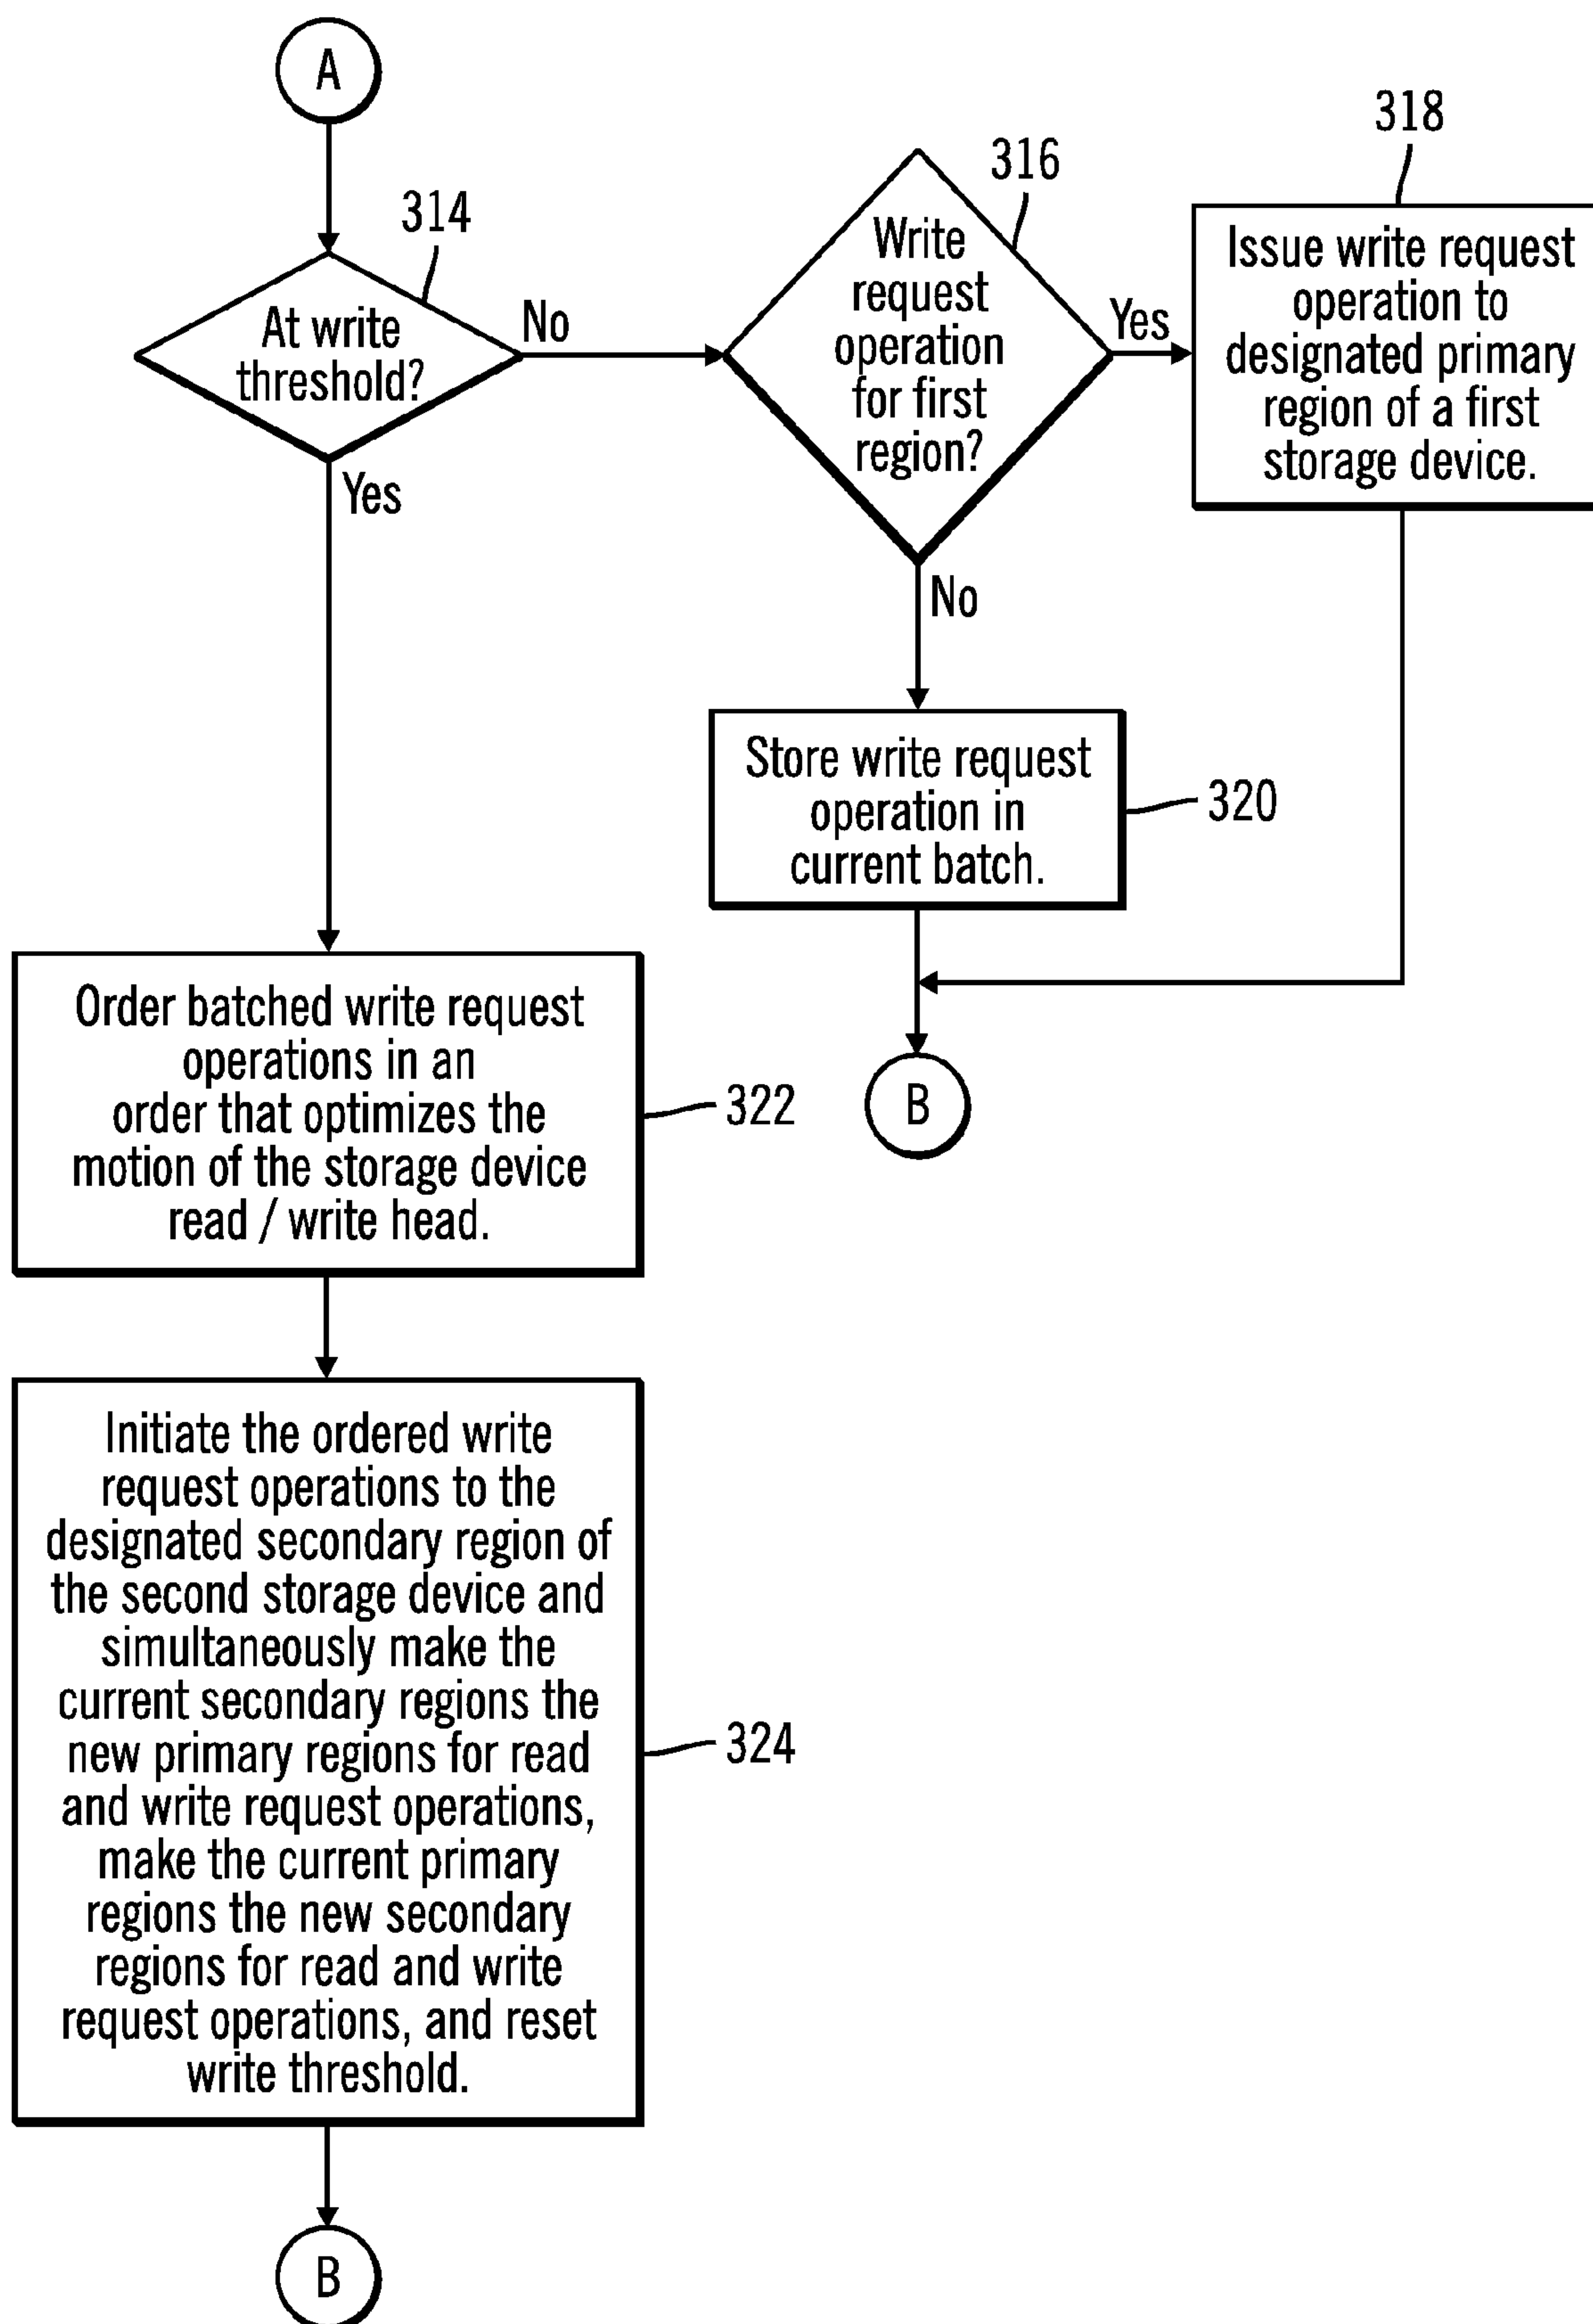 A
314
At write
threshold?
No
Yes
316
Write
request
operation
for first
region?
Yes
No
318
Issue write request
operation to
designated primary
region of a first
storage device.
Store write request
operation in
current batch.
320
B
Order batched write request
operations in an
order that optimizes the
motion of the storage device
read / write head.
322
Initiate the ordered write
request operations to the
designated secondary region of
the second storage device and
simultaneously make the
current secondary regions the
new primary regions for read
and write request operations,
make the current primary
regions the new secondary
regions for read and write
request operations, and reset
write threshold.
324
B